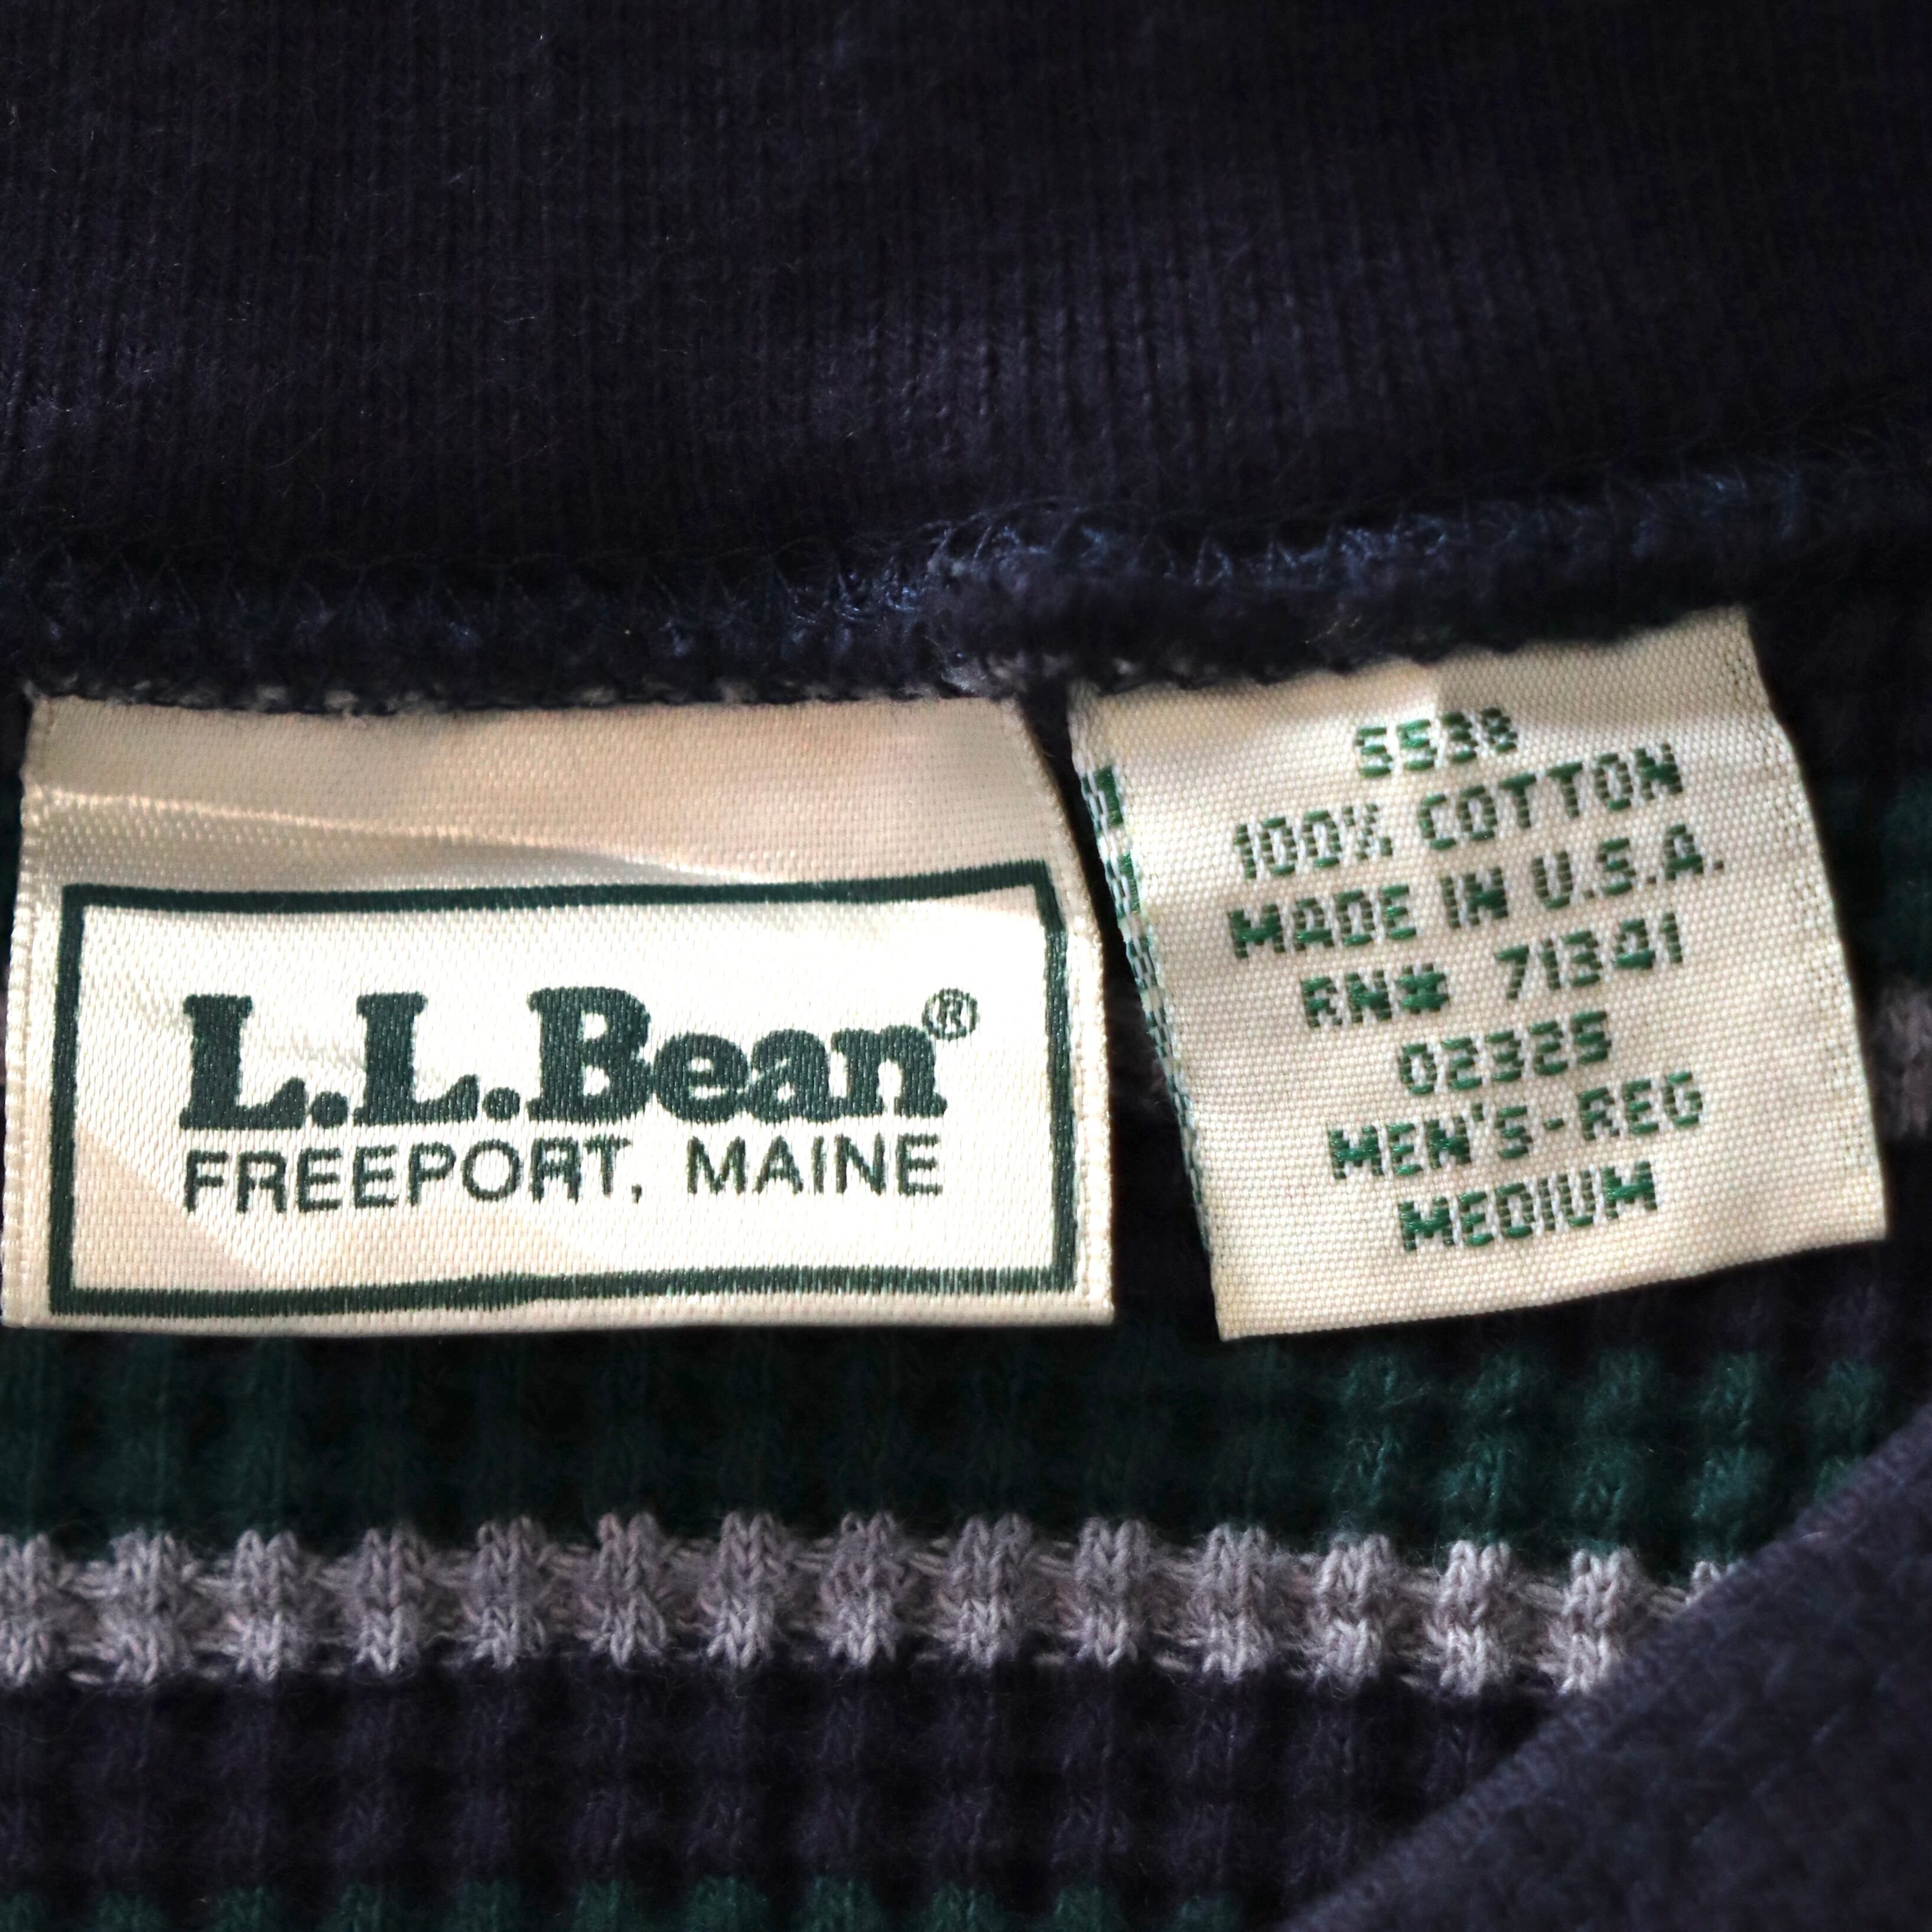 L.L.Bean®
FREEPORT, MAINE
5538
100% COTTON
MADE IN U.S.A.
RN# 71341
02325
MEN'S-REG
MEDIUM